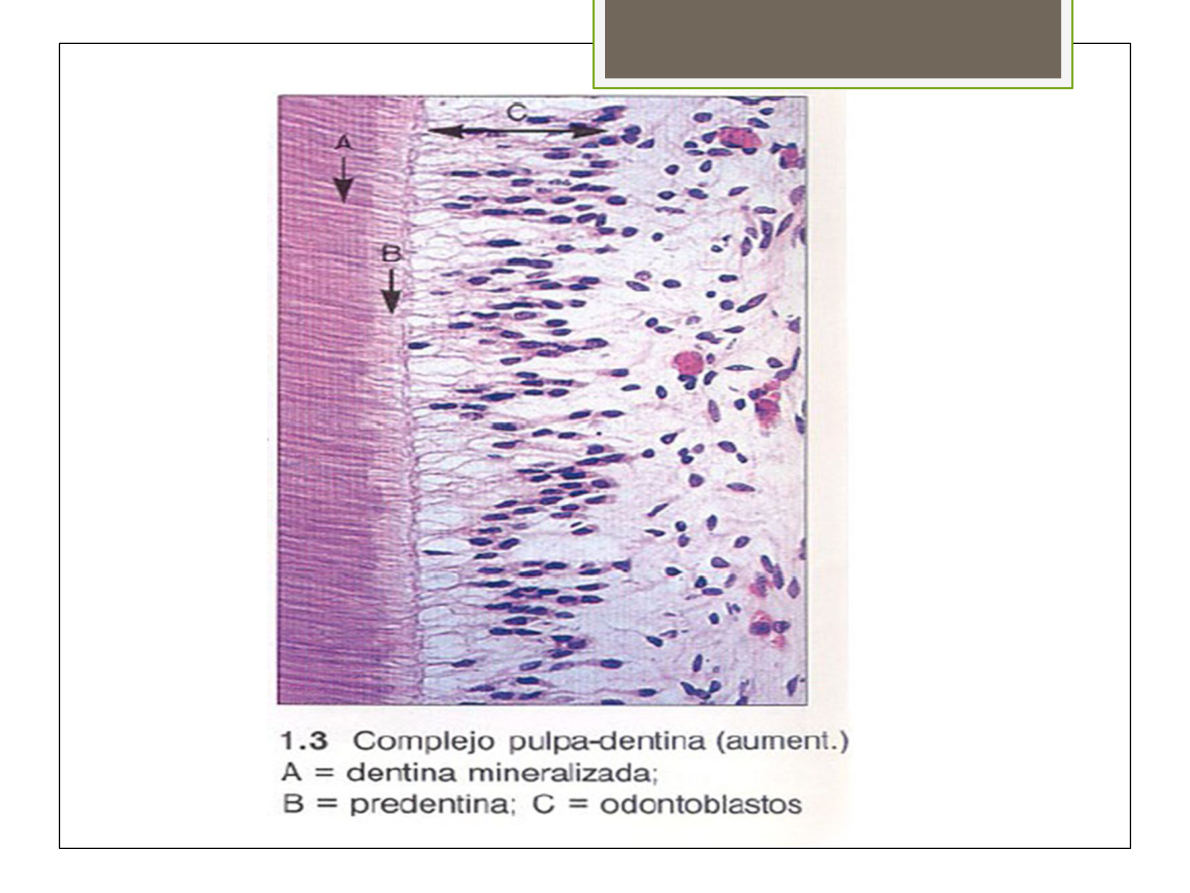 C
A
B
1.3 Complejo pulpa-dentina (aument.)
A = dentina mineralizada;
B = predentina; C = odontoblastos